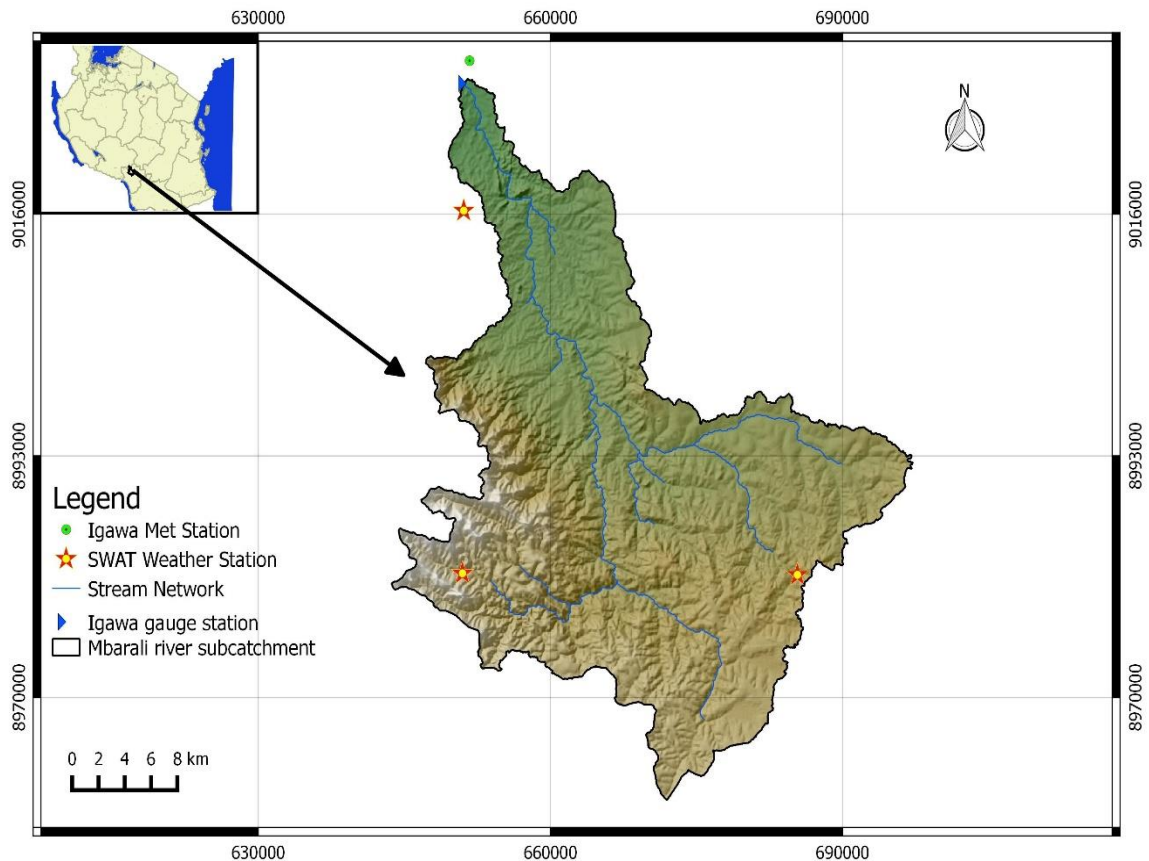 630000 660000 690000
N
9016000 9016000
8993000 8993000
Legend
Igawa Met Station
SWAT Weather Station
Stream Network
Igawa gauge station
Mbarali river subcatchment
8970000 8970000
0 2 4 6 8 km
630000 660000 690000